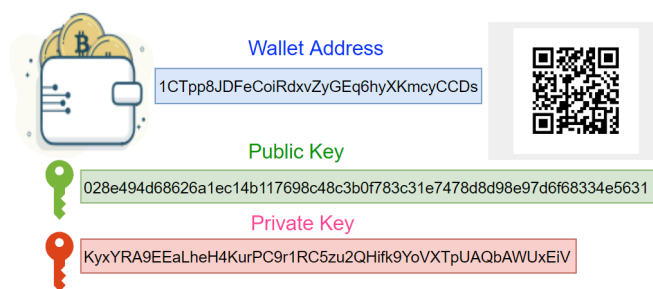 Wallet Address
1CTpp8JDFeCoiRdxvZyGEq6hyXKmcyCCDs
Public Key
028e494d68626a1ec14b117698c48c3b0f783c31e7478d8d98e97d6f68334e5631
Private Key
KyxYRA9EEaLheH4KurPC9r1RC5zu2QHifk9YoVXTpUAQbAWUxEiV